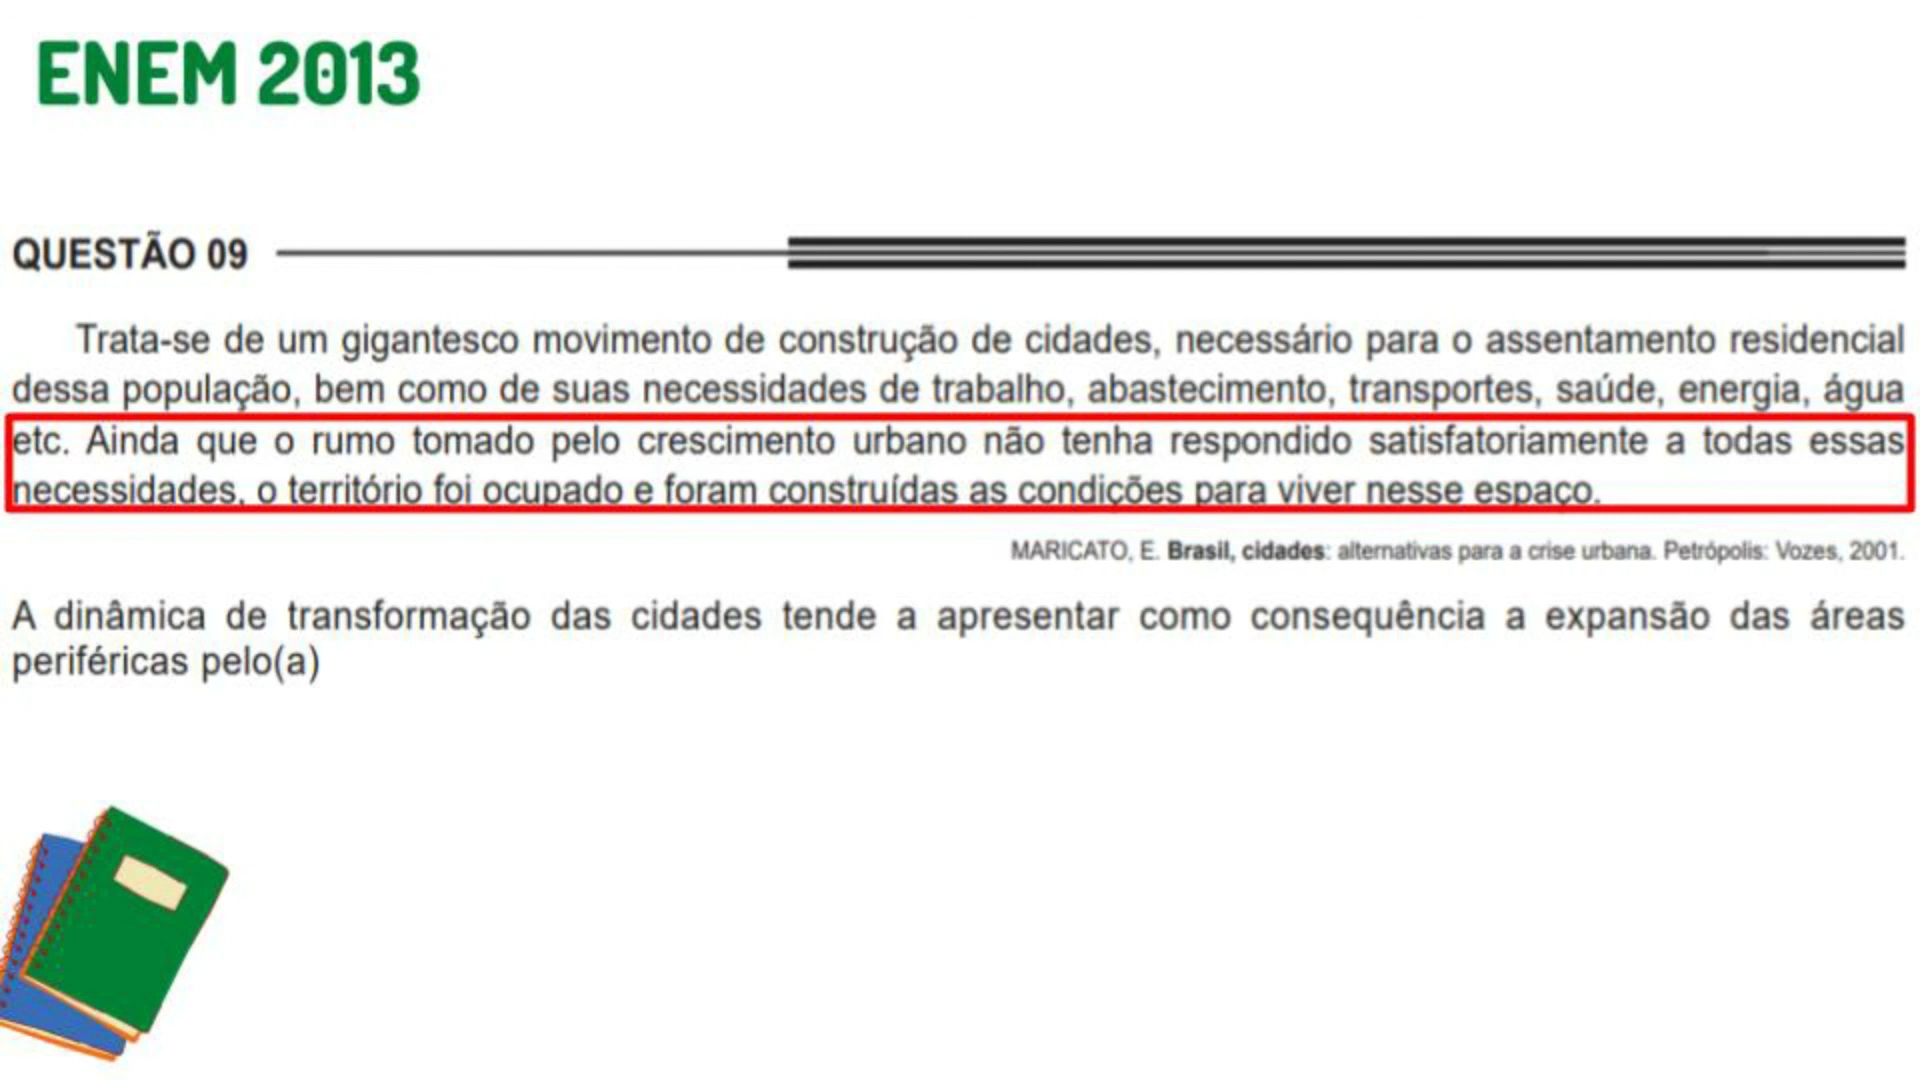 ENEM 2013
QUESTÃO 09
Trata-se de um gigantesco movimento de construção de cidades, necessário para o assentamento residencial
dessa população, bem como de suas necessidades de trabalho, abastecimento, transportes, saúde, energia, água
etc. Ainda que o rumo tomado pelo crescimento urbano não tenha respondido satisfatoriamente a todas essas
necessidades, o território foi ocupado e foram construídas as condições para viver nesse espaço.
MARICATO, E. Brasil, cidades: alternativas para a crise urbana. Petrópolis: Vozes, 2001.
A dinâmica de transformação das cidades tende a apresentar como consequência a expansão das áreas
periféricas pelo(a)